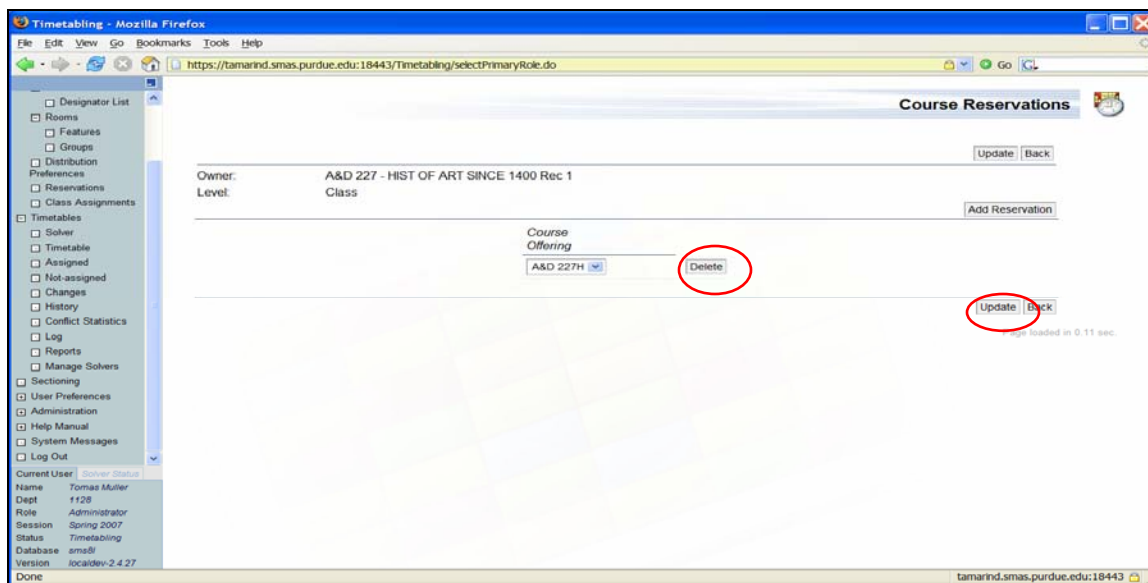 Timetabling - Mozilla Firefox
File Edit View Go Bookmarks Tools Help
https://tamarind.smas.purdue.edu:18443/Timetabling/selectPrimaryRole.do Go
Designator List
Rooms
Features
Groups
Distribution
Preferences
Reservations
Class Assignments
Timetables
Solver
Timetable
Assigned
Not-assigned
Changes
History
Conflict Statistics
Log
Reports
Manage Solvers
Sectioning
User Preferences
Administration
Help Manual
System Messages
Log Out
Current User Solver Status
Name Tomas Muller
Dept 1128
Role Administrator
Session Spring 2007
Status Timetabling
Database sms8l
Version localdev-2.4.27
Course Reservations
Update Back
Owner: A&D 227 - HIST OF ART SINCE 1400 Rec 1
Level: Class
Add Reservation
Course
Offering
A&D 227H Delete
Update Back
Page loaded in 0.11 sec.
Done tamarind.smas.purdue.edu:18443